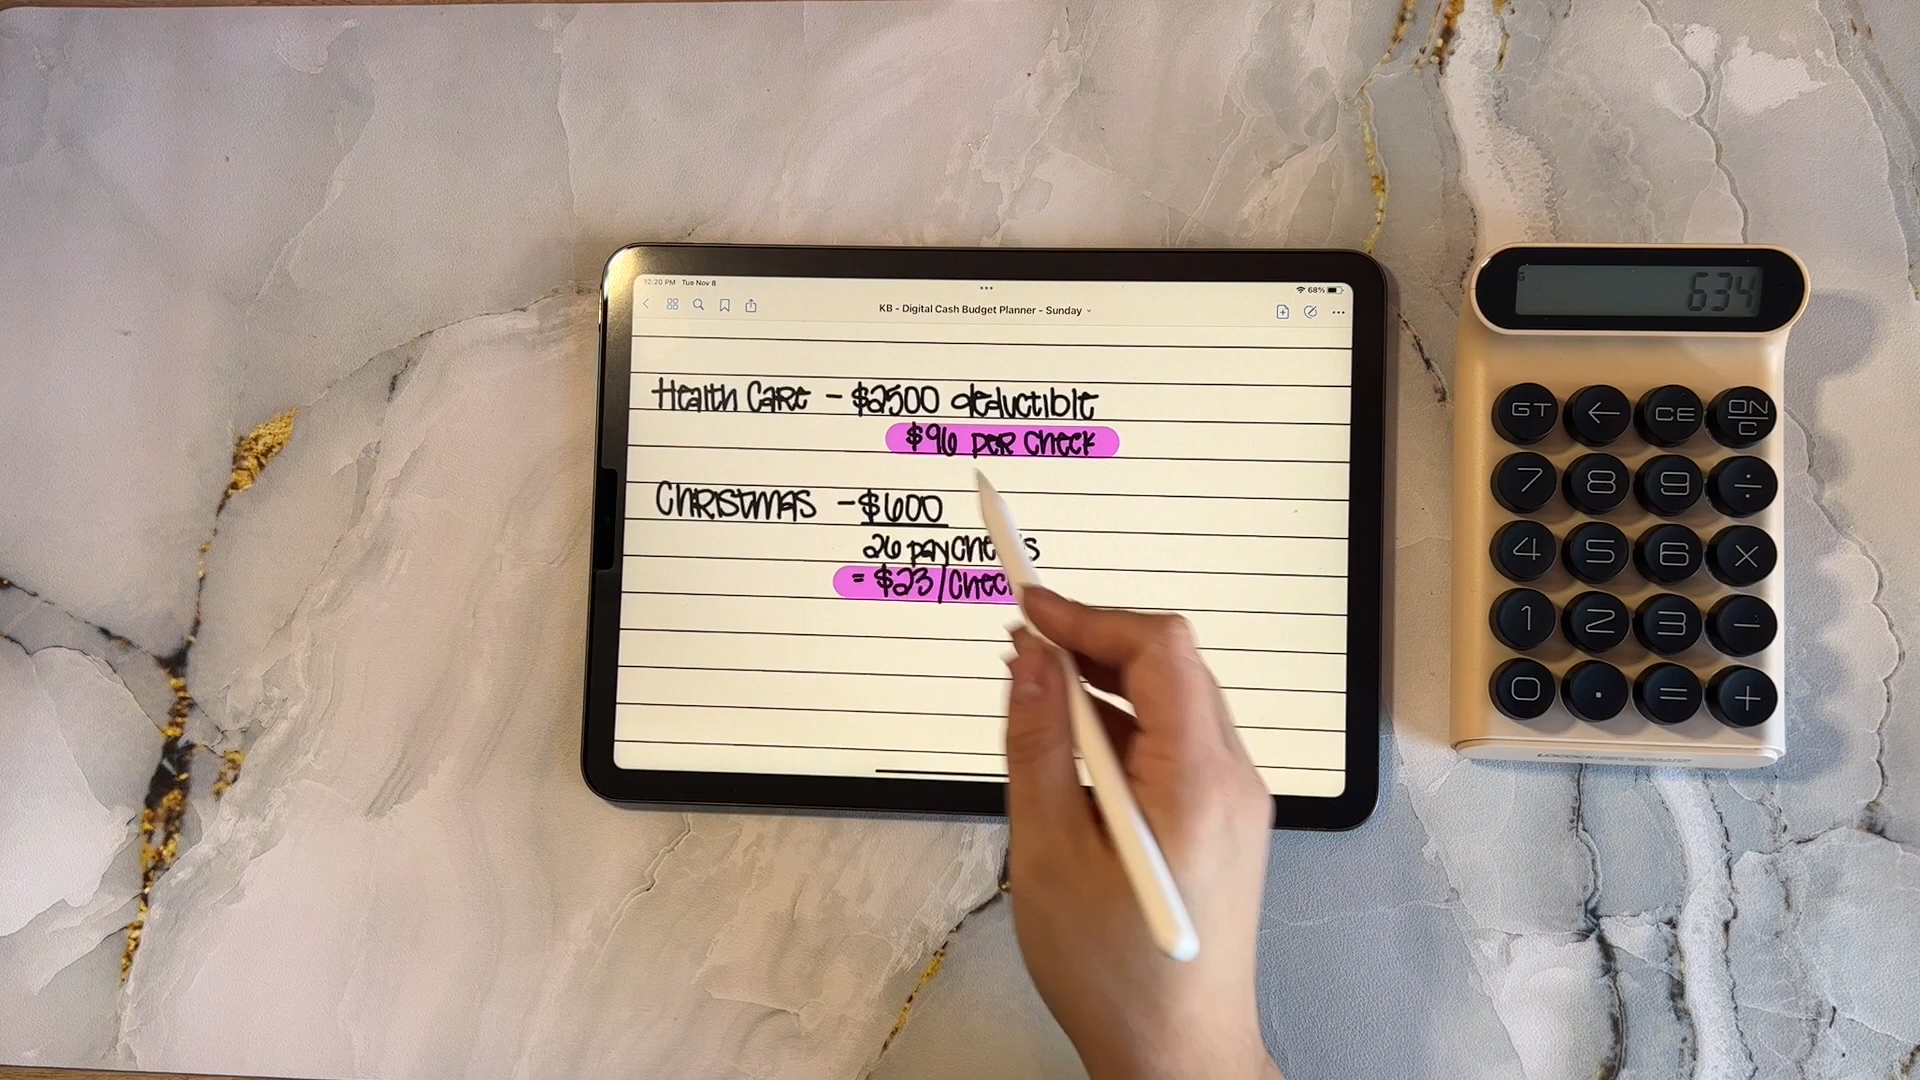 12:20 PM Tue Nov 8
68%
KB - Digital Cash Budget Planner - Sunday
Health Care - $2500 deductible
$96 per check
Christmas - $600
26 paychecks
= $23/check
G
634
GT ← CE ON/C
7 8 9 ÷
4 5 6 ×
1 2 3 −
0 . = +